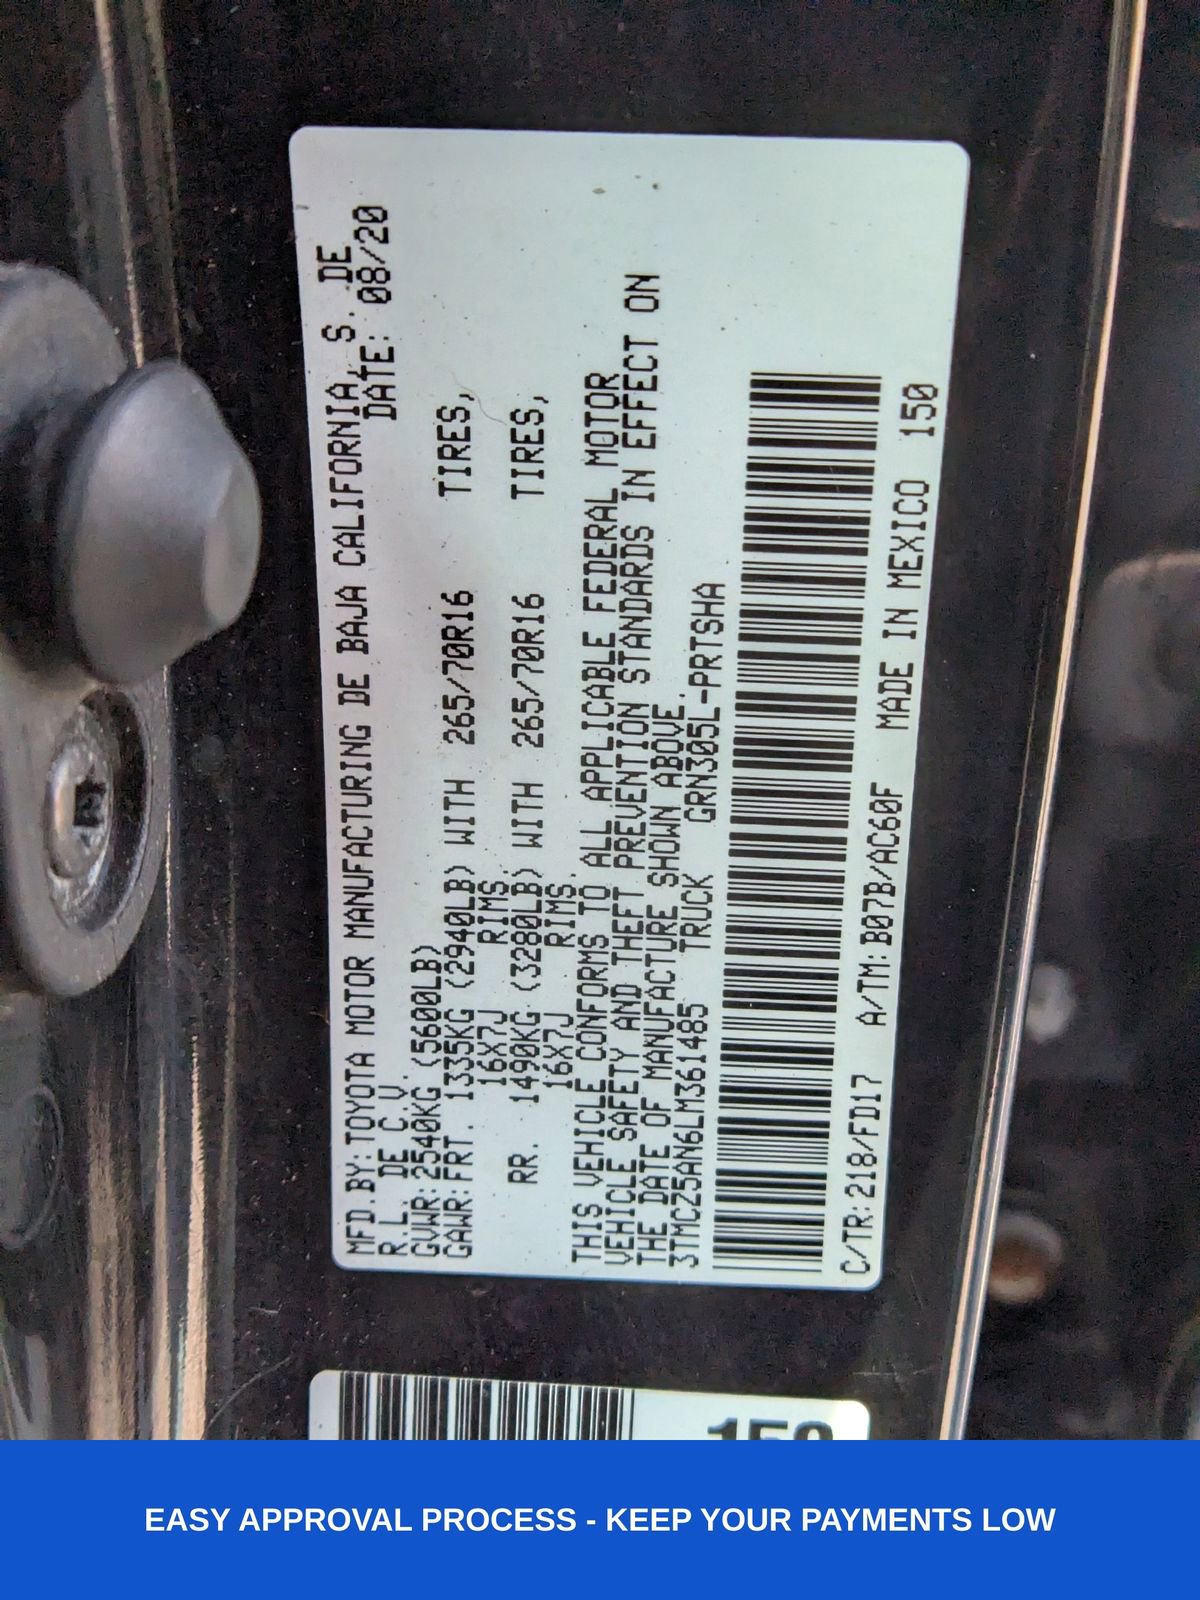 MFD.BY:TOYOTA MOTOR MANUFACTURING DE BAJA CALIFORNIA, S. DE
R.L. DE C.V. DATE: 08/20
GVWR:2540KG (5600LB)
GAWR:FRT. 1335KG (2940LB) WITH 265/70R16 TIRES,
16X7J RIMS.
RR. 1490KG (3280LB) WITH 265/70R16 TIRES,
16X7J RIMS.
THIS VEHICLE CONFORMS TO ALL APPLICABLE FEDERAL MOTOR
VEHICLE SAFETY AND THEFT PREVENTION STANDARDS IN EFFECT ON
THE DATE OF MANUFACTURE SHOWN ABOVE.
3TMCZ5AN6LM361485 TRUCK GRN305L-PRTSHA
C/TR:218/FD17 A/TM:B07B/AC60F MADE IN MEXICO 150
EASY APPROVAL PROCESS - KEEP YOUR PAYMENTS LOW